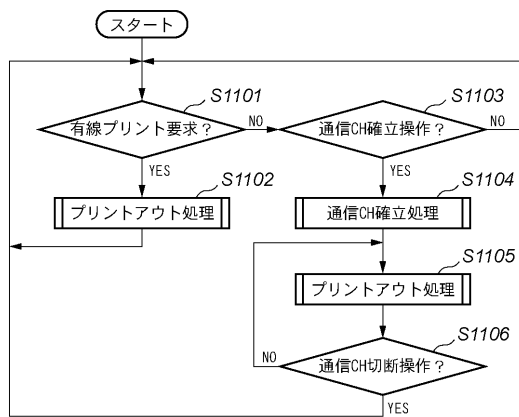 スタート
S1101
有線プリント要求?
NO
YES
S1102
プリントアウト処理
S1103
通信CH確立操作?
NO
YES
S1104
通信CH確立処理
S1105
プリントアウト処理
S1106
通信CH切断操作?
NO
YES